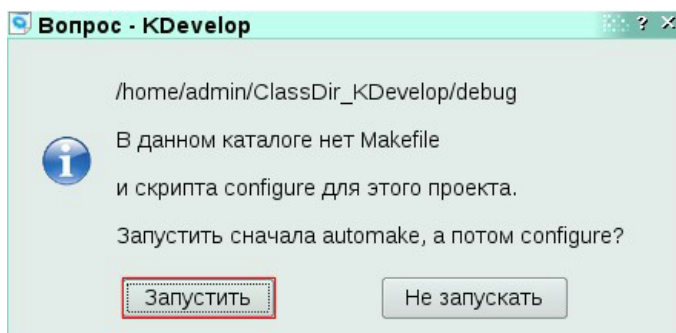 Вопрос - KDevelop
/home/admin/ClassDir_KDevelop/debug
В данном каталоге нет Makefile
и скрипта configure для этого проекта.
Запустить сначала automake, а потом configure?
Запустить Не запускать